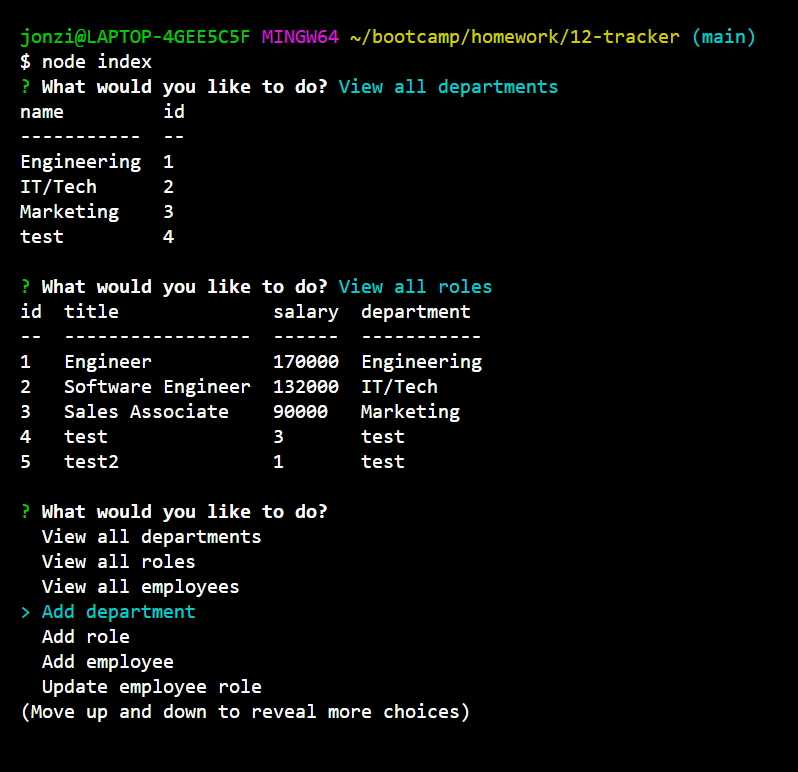 jonzi@LAPTOP-4GEE5C5F MINGW64 ~/bootcamp/homework/12-tracker (main)
$ node index
? What would you like to do? View all departments
name         id
-----------  --
Engineering  1
IT/Tech      2
Marketing    3
test         4
? What would you like to do? View all roles
id  title              salary  department
--  -----------------  ------  -----------
1   Engineer           170000  Engineering
2   Software Engineer  132000  IT/Tech
3   Sales Associate    90000   Marketing
4   test               3       test
5   test2              1       test
? What would you like to do?
  View all departments
  View all roles
  View all employees
> Add department
  Add role
  Add employee
  Update employee role
(Move up and down to reveal more choices)